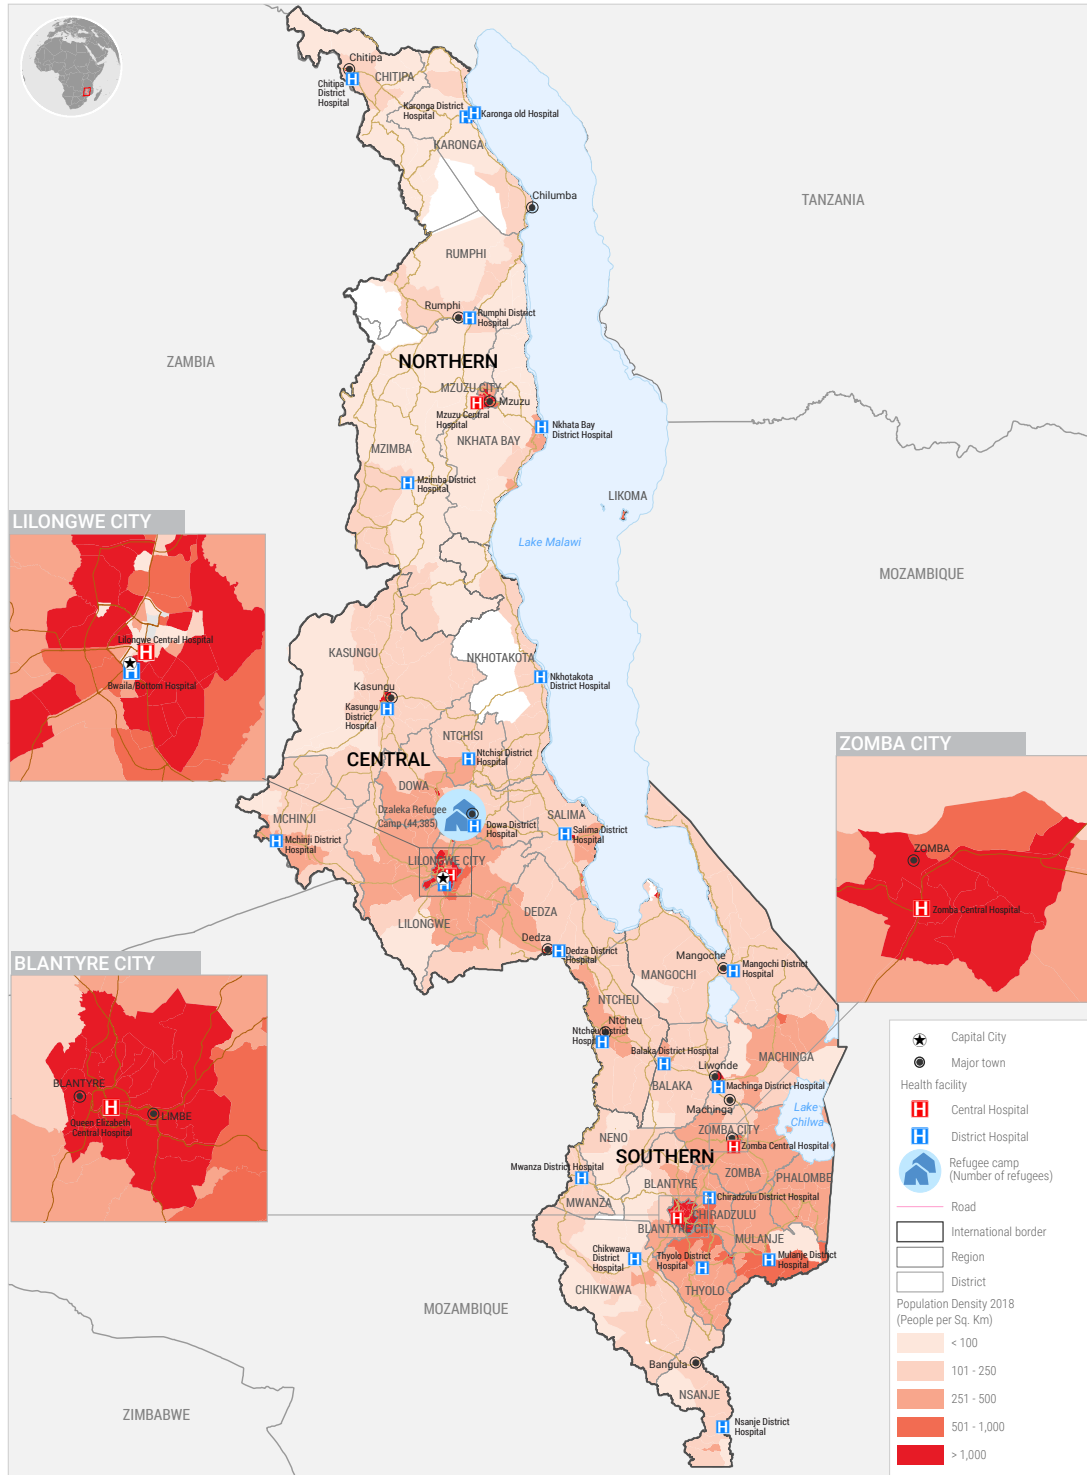 Chitipa
CHITIPA
Chitipa
District
Hospital
Karonga District
Hospital
Karonga old Hospital
KARONGA
Chilumba
TANZANIA
RUMPHI
Rumphi
Rumphi District
Hospital
ZAMBIA
NORTHERN
MZUZU CITY
Mzuzu
Mzuzu Central
Hospital
Nkhata Bay
District Hospital
NKHATA BAY
MZIMBA
Mzimba District
Hospital
LIKOMA
Lake Malawi
MOZAMBIQUE
LILONGWE CITY
Lilongwe Central Hospital
Bwaila/Bottom Hospital
KASUNGU
NKHOTAKOTA
Nkhotakota
District Hospital
Kasungu
Kasungu
District
Hospital
NTCHISI
Ntchisi District
Hospital
CENTRAL
DOWA
Dzaleka Refugee
Camp (44,385)
Dowa District
Hospital
SALIMA
Salima District
Hospital
MCHINJI
Mchinji District
Hospital
LILONGWE CITY
LILONGWE
DEDZA
Dedza
Dedza District
Hospital
ZOMBA CITY
ZOMBA
Zomba Central Hospital
Mangoche
Mangochi District
Hospital
MANGOCHI
NTCHEU
Ntcheu
Ntcheu District
Hospital
Balaka District Hospital
BALAKA
Liwonde
MACHINGA
Machinga District Hospital
Machinga
Lake
Chilwa
BLANTYRE CITY
BLANTYRE
LIMBE
Queen Elizabeth
Central Hospital
NENO
ZOMBA CITY
Zomba Central Hospital
SOUTHERN
Mwanza District Hospital
MWANZA
ZOMBA
PHALOMBE
BLANTYRE
Chiradzulu District Hospital
CHIRADZULU
BLANTYRE CITY
MULANJE
Mulanje District
Hospital
Chikwawa
District
Hospital
Thyolo District
Hospital
CHIKWAWA
THYOLO
MOZAMBIQUE
Bangula
NSANJE
Nsanje District
Hospital
ZIMBABWE
Capital City
Major town
Health facility
H Central Hospital
H District Hospital
Refugee camp
(Number of refugees)
Road
International border
Region
District
Population Density 2018
(People per Sq. Km)
< 100
101 - 250
251 - 500
501 - 1,000
> 1,000